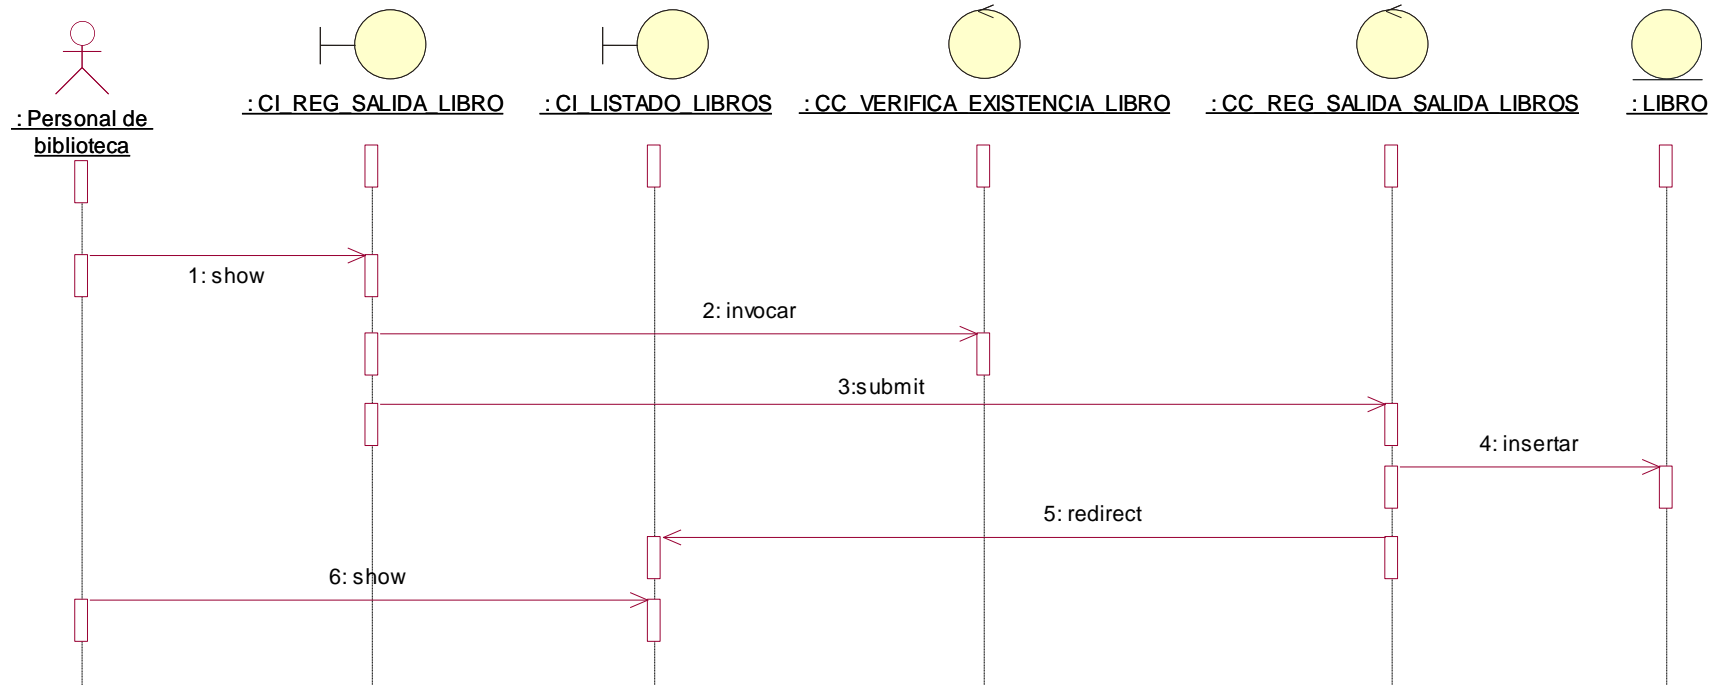 : Personal de
biblioteca
: CI_REG_SALIDA_LIBRO
: CI_LISTADO_LIBROS
: CC_VERIFICA_EXISTENCIA_LIBRO
: CC_REG_SALIDA_SALIDA_LIBROS
: LIBRO
1: show
2: invocar
3:submit
4: insertar
5: redirect
6: show